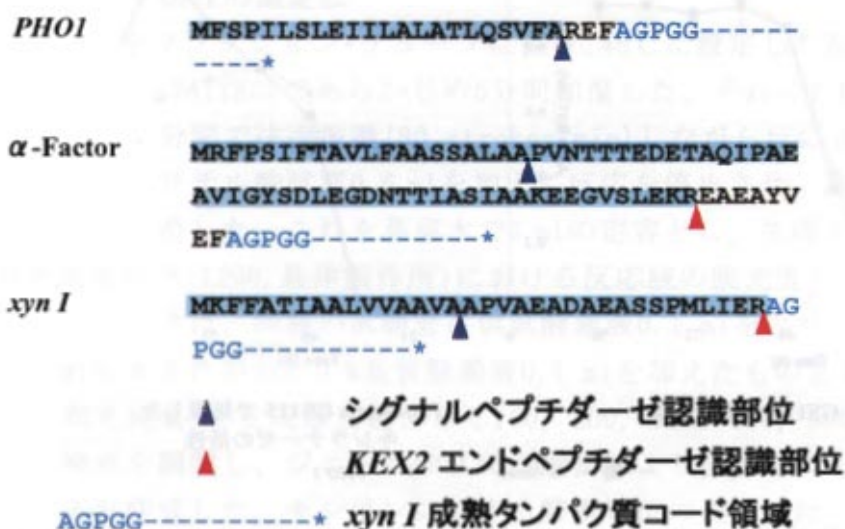 PHO1 MFSPILSLEIILALATLQSVFAREFAGPGG-------
-----*
α-Factor MRFPSIFTAVLFAASSALAAPVNTTTEDETAQIPAE
AVIGYSDLEGDNTTIASIAAKEEGVSLEKREAEAYV
EFAGPGG------------*
xyn I MKFFATIAALVVAAVAAPVAEADAEASSPMLIERAG
PGG------------*
シグナルペプチダーゼ認識部位
KEX2 エンドペプチダーゼ認識部位
AGPGG------------* xyn I 成熟タンパク質コード領域